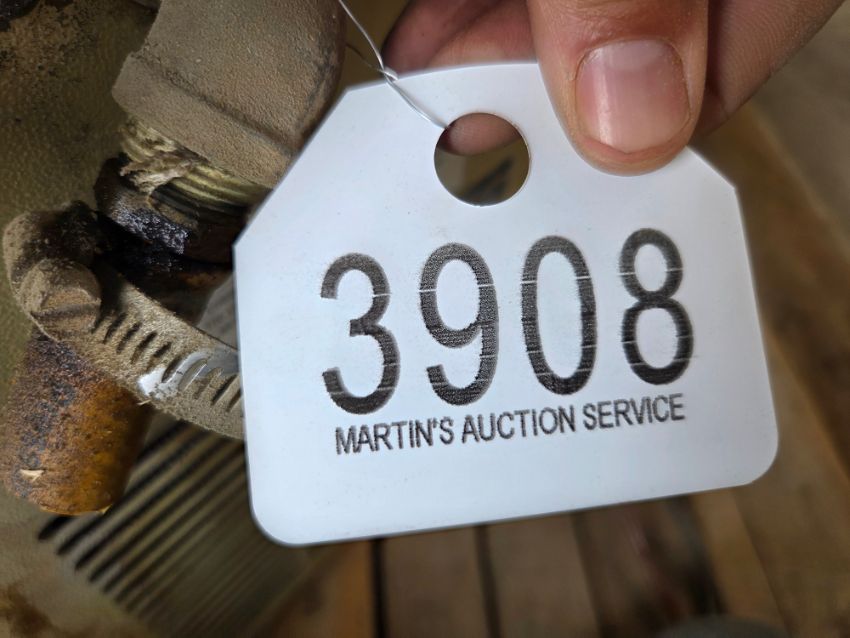 3908
MARTIN'S AUCTION SERVICE